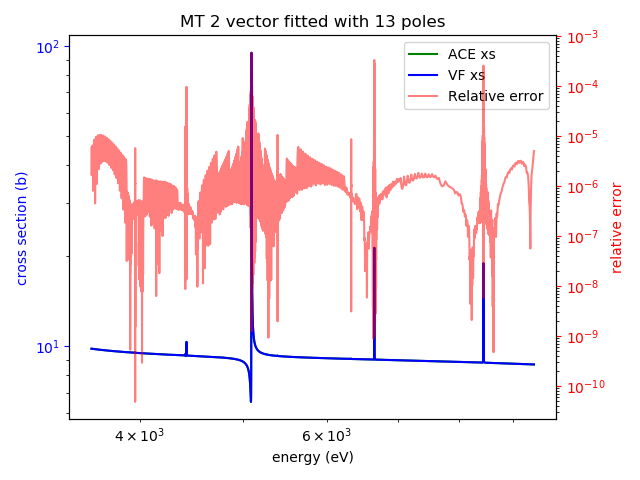 MT 2 vector fitted with 13 poles
ACE xs
VF xs
Relative error
cross section (b)
10²
10¹
relative error
10⁻³
10⁻⁴
10⁻⁵
10⁻⁶
10⁻⁷
10⁻⁸
10⁻⁹
10⁻¹⁰
4 × 10³
6 × 10³
energy (eV)